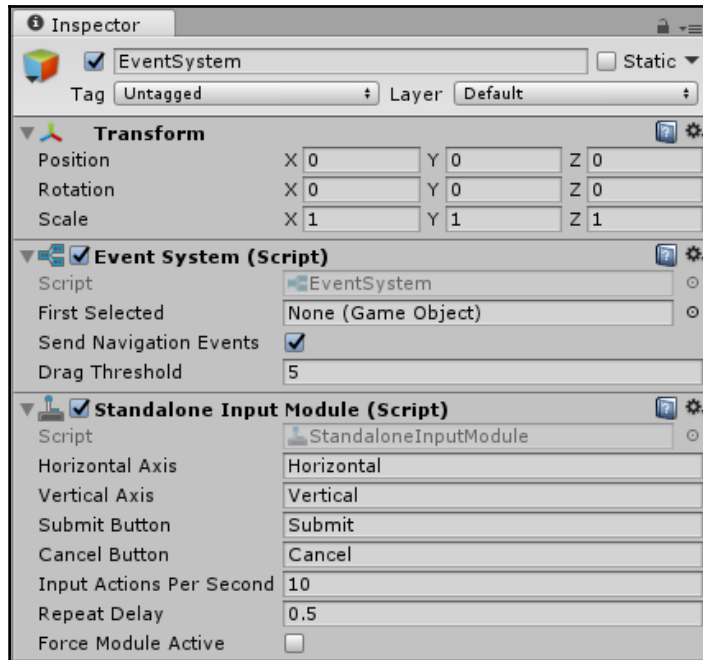 Inspector
EventSystem Static
Tag Untagged Layer Default
Transform
Position X 0 Y 0 Z 0
Rotation X 0 Y 0 Z 0
Scale X 1 Y 1 Z 1
Event System (Script)
Script EventSystem
First Selected None (Game Object)
Send Navigation Events
Drag Threshold 5
Standalone Input Module (Script)
Script StandaloneInputModule
Horizontal Axis Horizontal
Vertical Axis Vertical
Submit Button Submit
Cancel Button Cancel
Input Actions Per Second 10
Repeat Delay 0.5
Force Module Active